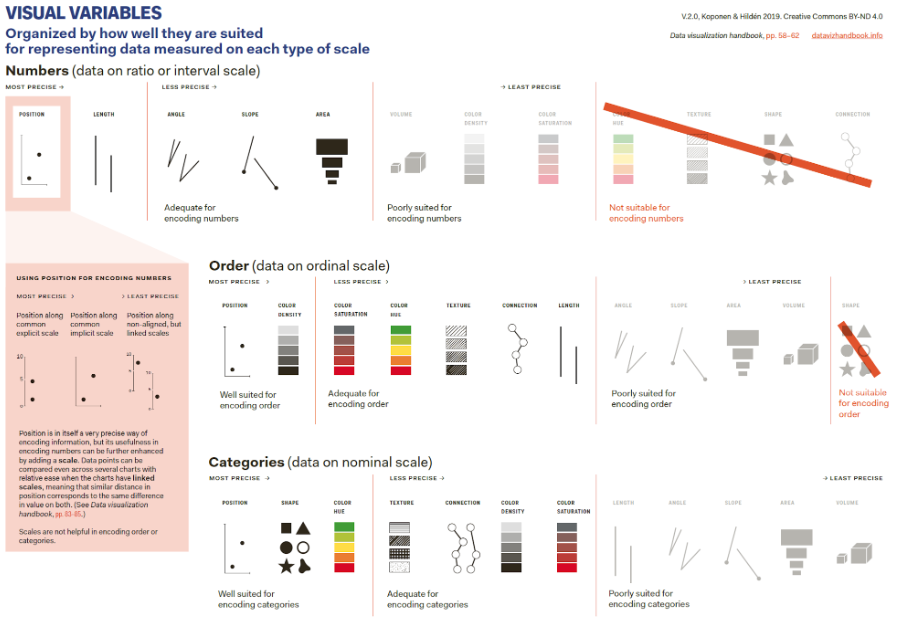 VISUAL VARIABLES
Organized by how well they are suited
for representing data measured on each type of scale
V.2.0, Koponen & Hildén 2019. Creative Commons BY-ND 4.0
Data visualization handbook, pp. 58–62 datavizhandbook.info
Numbers (data on ratio or interval scale)
MOST PRECISE → LESS PRECISE → → LEAST PRECISE
POSITION LENGTH ANGLE SLOPE AREA VOLUME COLOR DENSITY COLOR SATURATION COLOR HUE TEXTURE SHAPE CONNECTION
Adequate for
encoding numbers
Poorly suited for
encoding numbers
Not suitable for
encoding numbers
USING POSITION FOR ENCODING NUMBERS
MOST PRECISE > > LEAST PRECISE
Position along
common
explicit scale
Position along
common
implicit scale
Position along
non-aligned, but
linked scales
10
5
10
5
0
10
5
0
Position is in itself a very precise way of
encoding information, but its usefulness in
encoding numbers can be further enhanced
by adding a scale. Data points can be
compared even across several charts with
relative ease when the charts have linked
scales, meaning that similar distance in
position corresponds to the same difference
in value on both. (See Data visualization
handbook, pp. 83–85.)
Scales are not helpful in encoding order or
categories.
Order (data on ordinal scale)
MOST PRECISE > LESS PRECISE > > LEAST PRECISE
POSITION COLOR DENSITY COLOR SATURATION COLOR HUE TEXTURE CONNECTION LENGTH ANGLE SLOPE AREA VOLUME SHAPE
Well suited for
encoding order
Adequate for
encoding order
Poorly suited for
encoding order
Not suitable
for encoding
order
Categories (data on nominal scale)
MOST PRECISE > LESS PRECISE > → LEAST PRECISE
POSITION SHAPE COLOR HUE TEXTURE CONNECTION COLOR DENSITY COLOR SATURATION LENGTH ANGLE SLOPE AREA VOLUME
Well suited for
encoding categories
Adequate for
encoding categories
Poorly suited for
encoding categories